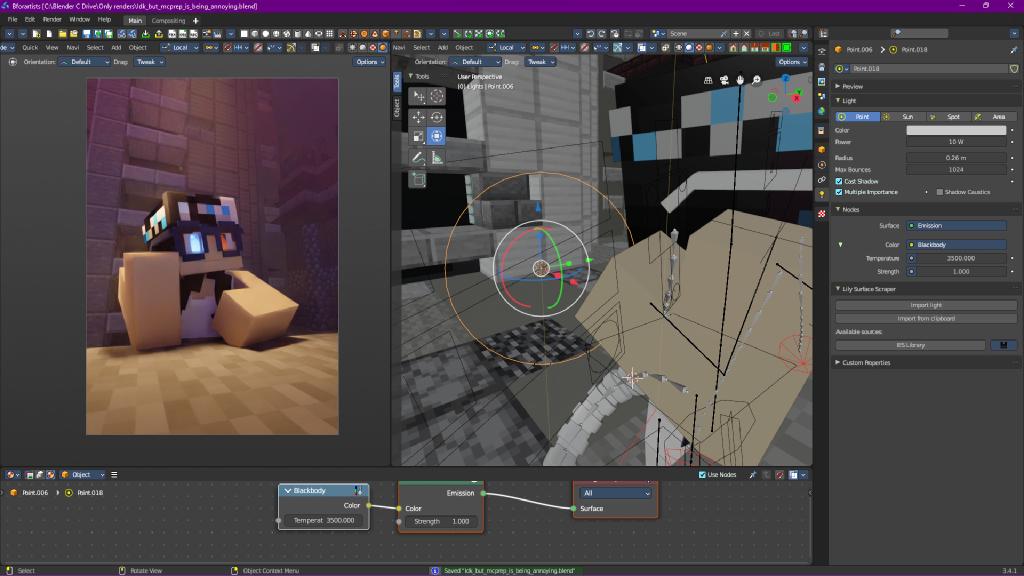 Bforartists [C:\Blender C Drive\Only renders\Idk_but_mcprep_is_being_annoying.blend]
File Edit Render Window Help Main Compositing +
Scene
Quick View Navi Select Add Object Local
Navi Select Add Object Local
Orientation: Default Drag: Tweak Options
Orientation: Default Drag: Tweak Options
Tools
Object
Tools
User Perspective
(0) Lights | Point.006
Point.006 > Point.018
Point.018
Preview
Light
Point Sun Spot Area
Color
Power 10 W
Radius 0.26 m
Max Bounces 1024
Cast Shadow
Multiple Importance Shadow Caustics
Nodes
Surface Emission
Color Blackbody
Temperature 3500.000
Strength 1.000
Lily Surface Scraper
Import light
Import from clipboard
Available sources:
IES Library
Custom Properties
Object Use Nodes
Point.006 > Point.018
Blackbody
Color
Temperat 3500.000
Emission
Color
Strength 1.000
All
Surface
Select Rotate View Object Context Menu Saved "Idk_but_mcprep_is_being_annoying.blend" 3.4.1